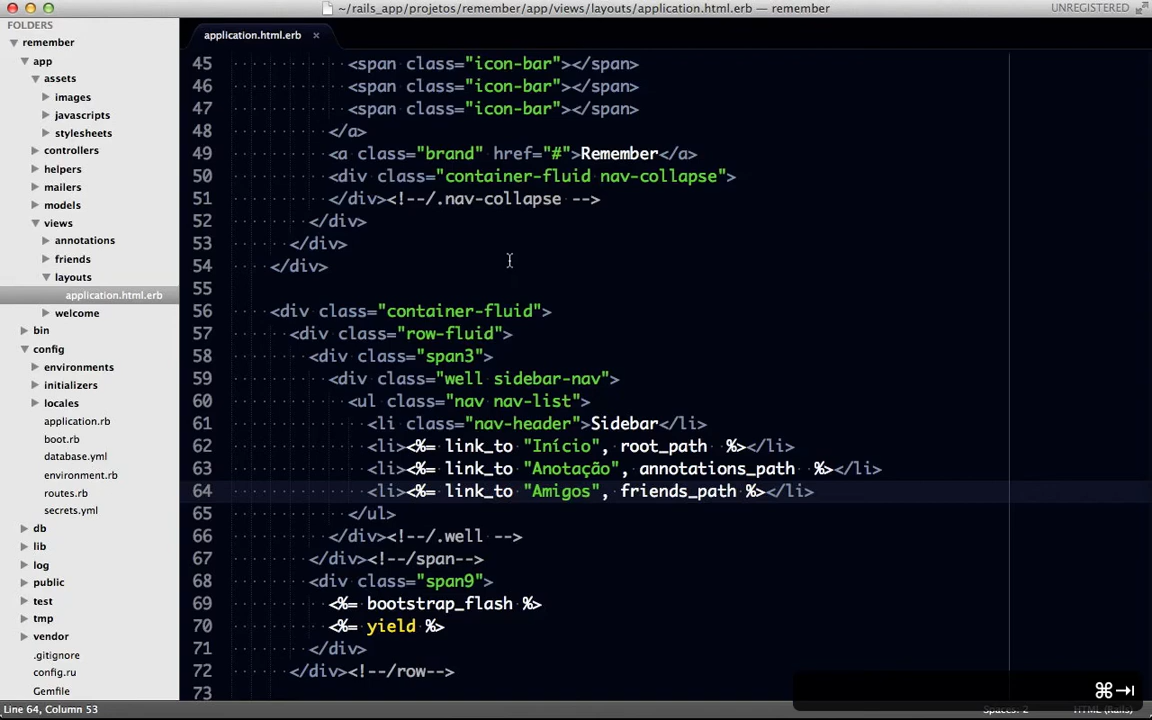 ~/rails_app/projetos/remember/app/views/layouts/application.html.erb — remember
UNREGISTERED
FOLDERS
remember
app
assets
images
javascripts
stylesheets
controllers
helpers
mailers
models
views
annotations
friends
layouts
application.html.erb
welcome
bin
config
environments
initializers
locales
application.rb
boot.rb
database.yml
environment.rb
routes.rb
secrets.yml
db
lib
log
public
test
tmp
vendor
.gitignore
config.ru
Gemfile
application.html.erb ×
45 <span class="icon-bar"></span>
46 <span class="icon-bar"></span>
47 <span class="icon-bar"></span>
48 </a>
49 <a class="brand" href="#">Remember</a>
50 <div class="container-fluid nav-collapse">
51 </div><!--/.nav-collapse -->
52 </div>
53 </div>
54 </div>
55
56 <div class="container-fluid">
57 <div class="row-fluid">
58 <div class="span3">
59 <div class="well sidebar-nav">
60 <ul class="nav nav-list">
61 <li class="nav-header">Sidebar</li>
62 <li><%= link_to "Início", root_path  %></li>
63 <li><%= link_to "Anotação", annotations_path  %></li>
64 <li><%= link_to "Amigos", friends_path %></li>
65 </ul>
66 </div><!--/.well -->
67 </div><!--/span-->
68 <div class="span9">
69 <%= bootstrap_flash %>
70 <%= yield %>
71 </div>
72 </div><!--/row-->
73
⌘⇥
Line 64, Column 53
Spaces: 2
HTML (Rails)